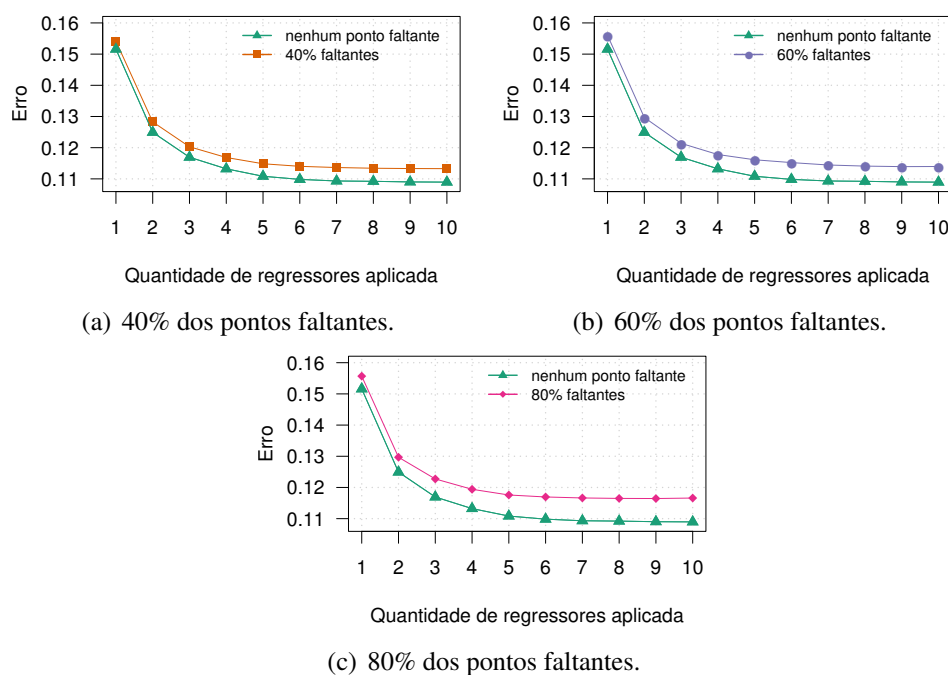 0.16
0.15
0.14
0.13
0.12
0.11
Erro
nenhum ponto faltante
40% faltantes
1 2 3 4 5 6 7 8 9 10
Quantidade de regressores aplicada
(a) 40% dos pontos faltantes.
0.16
0.15
0.14
0.13
0.12
0.11
Erro
nenhum ponto faltante
60% faltantes
1 2 3 4 5 6 7 8 9 10
Quantidade de regressores aplicada
(b) 60% dos pontos faltantes.
0.16
0.15
0.14
0.13
0.12
0.11
Erro
nenhum ponto faltante
80% faltantes
1 2 3 4 5 6 7 8 9 10
Quantidade de regressores aplicada
(c) 80% dos pontos faltantes.